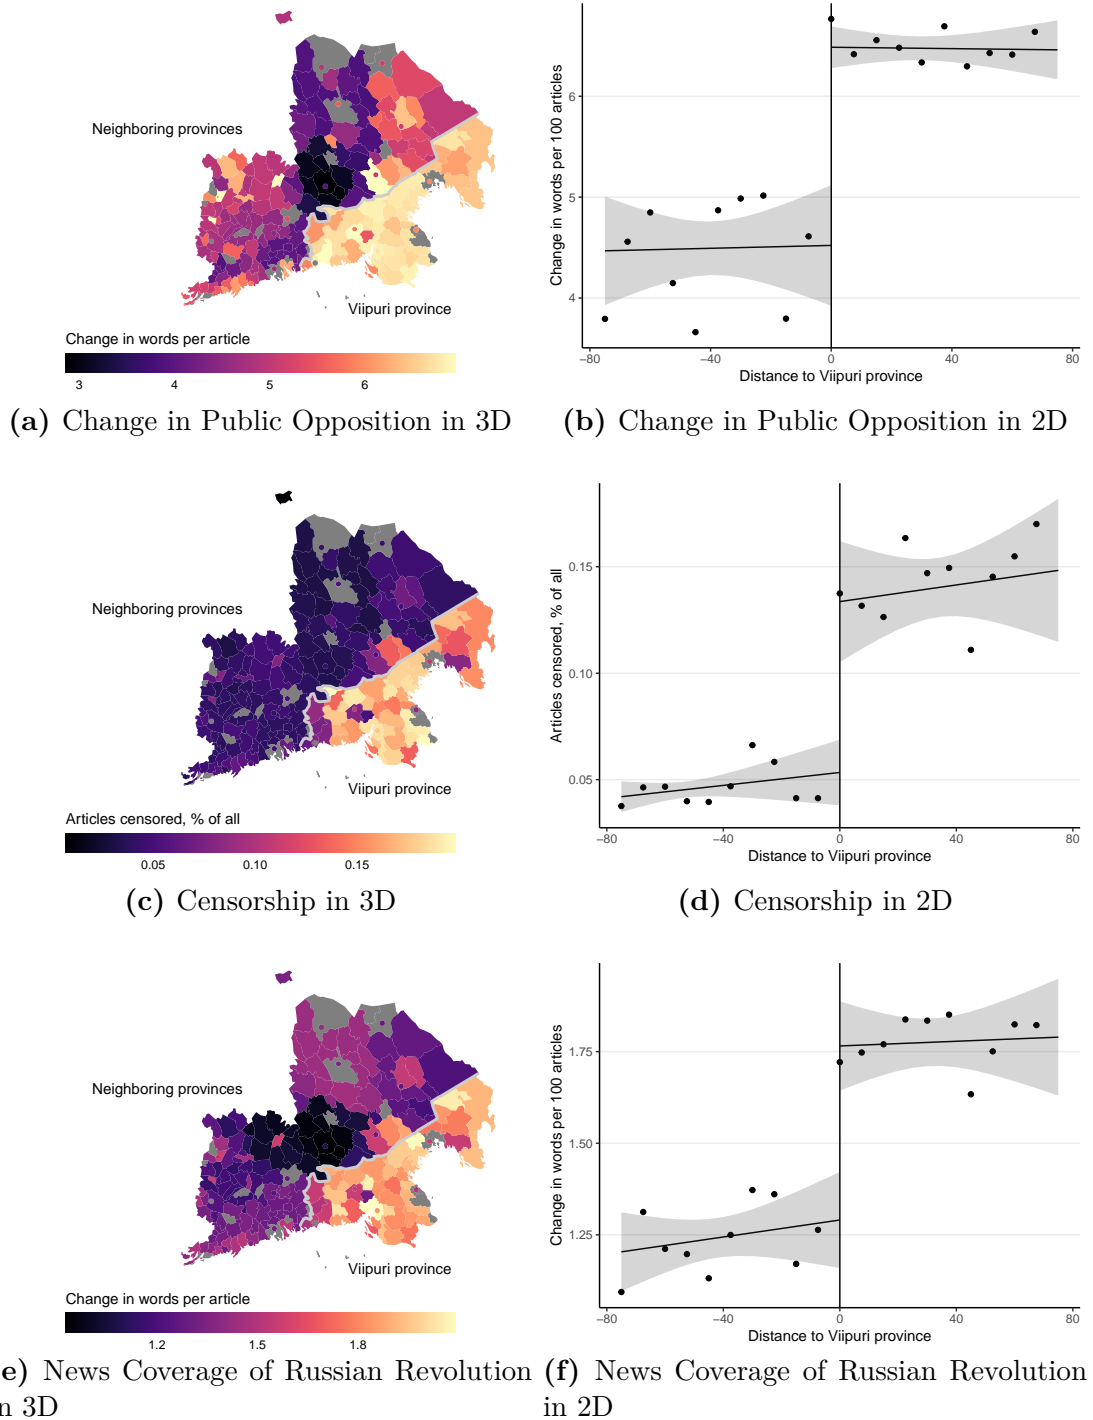 Neighboring provinces
Viipuri province
Change in words per article
3 4 5 6
(a) Change in Public Opposition in 3D
Change in words per 100 articles
6
5
4
−80 −40 0 40 80
Distance to Viipuri province
(b) Change in Public Opposition in 2D
Neighboring provinces
Viipuri province
Articles censored, % of all
0.05 0.10 0.15
(c) Censorship in 3D
Articles censored, % of all
0.15
0.10
0.05
−80 −40 0 40 80
Distance to Viipuri province
(d) Censorship in 2D
Neighboring provinces
Viipuri province
Change in words per article
1.2 1.5 1.8
e) News Coverage of Russian Revolution
n 3D
Change in words per 100 articles
1.75
1.50
1.25
−80 −40 0 40 80
Distance to Viipuri province
(f) News Coverage of Russian Revolution
in 2D